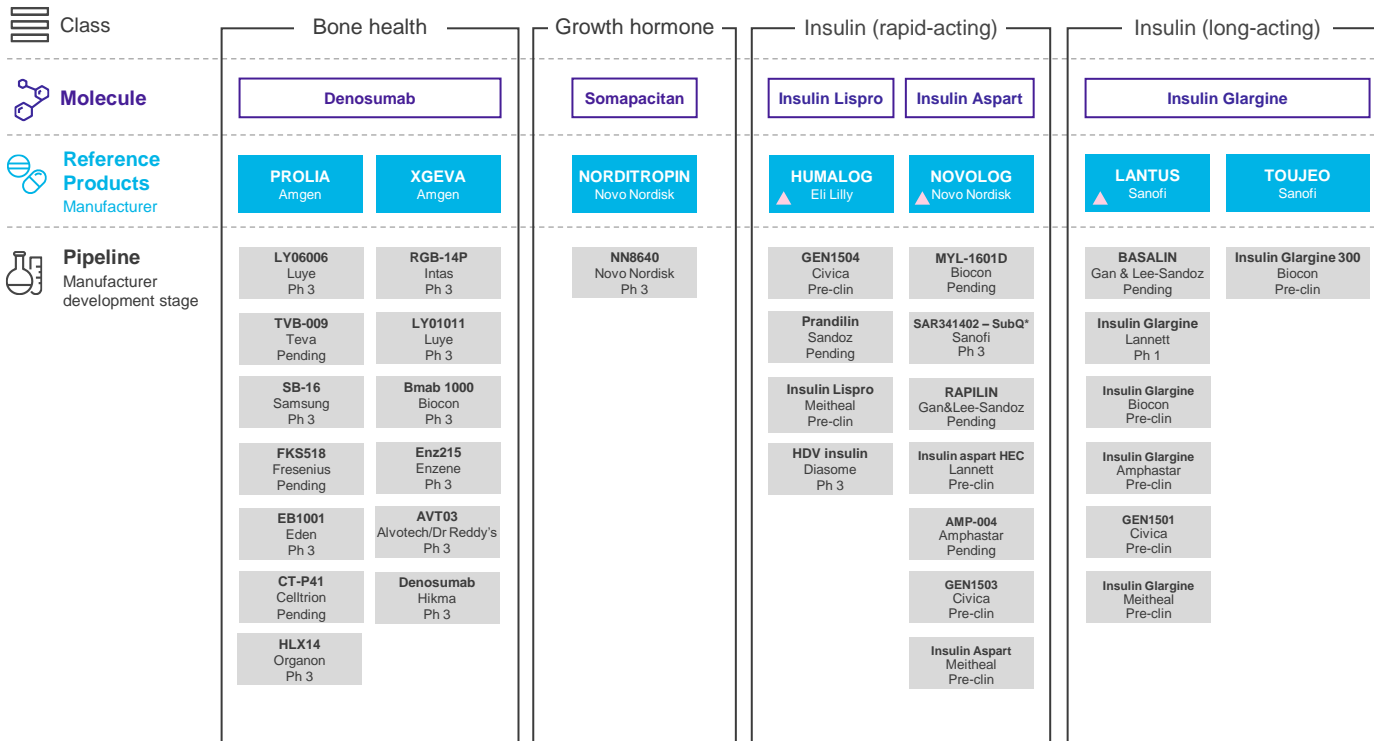 Class
Bone health
Growth hormone
Insulin (rapid-acting)
Insulin (long-acting)
Molecule
Denosumab
Somapacitan
Insulin Lispro
Insulin Aspart
Insulin Glargine
Reference
Products
Manufacturer
PROLIA
Amgen
XGEVA
Amgen
NORDITROPIN
Novo Nordisk
HUMALOG
Eli Lilly
NOVOLOG
Novo Nordisk
LANTUS
Sanofi
TOUJEO
Sanofi
Pipeline
Manufacturer
development stage
LY06006
Luye
Ph 3
TVB-009
Teva
Pending
SB-16
Samsung
Ph 3
FKS518
Fresenius
Pending
EB1001
Eden
Ph 3
CT-P41
Celltrion
Pending
HLX14
Organon
Ph 3
RGB-14P
Intas
Ph 3
LY01011
Luye
Ph 3
Bmab 1000
Biocon
Ph 3
Enz215
Enzene
Ph 3
AVT03
Alvotech/Dr Reddy's
Ph 3
Denosumab
Hikma
Ph 3
NN8640
Novo Nordisk
Ph 3
GEN1504
Civica
Pre-clin
Prandilin
Sandoz
Pending
Insulin Lispro
Meitheal
Pre-clin
HDV insulin
Diasome
Ph 3
MYL-1601D
Biocon
Pending
SAR341402 – SubQ*
Sanofi
Ph 3
RAPILIN
Gan&Lee-Sandoz
Pending
Insulin aspart HEC
Lannett
Pre-clin
AMP-004
Amphastar
Pending
GEN1503
Civica
Pre-clin
Insulin Aspart
Meitheal
Pre-clin
BASALIN
Gan & Lee-Sandoz
Pending
Insulin Glargine
Lannett
Ph 1
Insulin Glargine
Biocon
Pre-clin
Insulin Glargine
Amphastar
Pre-clin
GEN1501
Civica
Pre-clin
Insulin Glargine
Meitheal
Pre-clin
Insulin Glargine 300
Biocon
Pre-clin